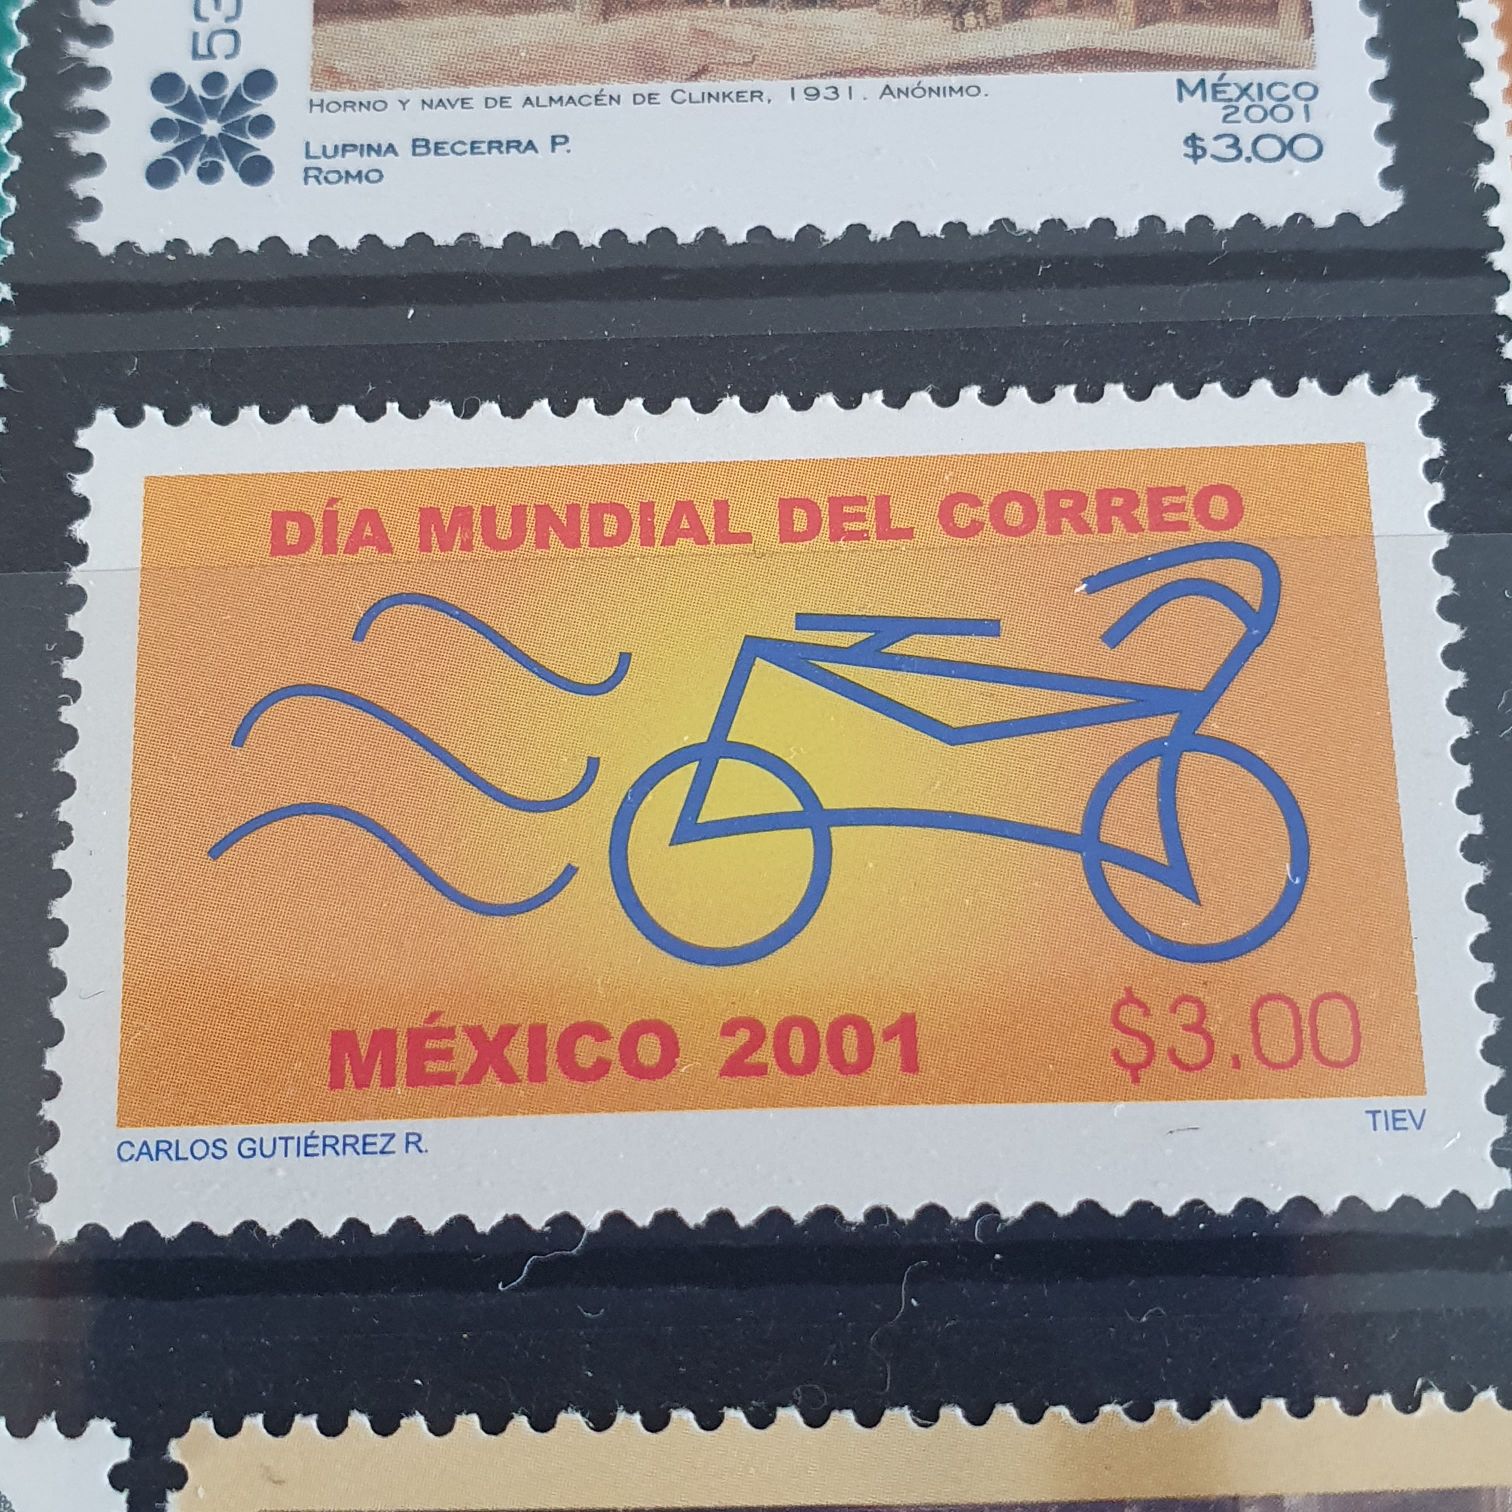 53
HORNO Y NAVE DE ALMACÉN DE CLINKER, 1931. ANÓNIMO.
LUPINA BECERRA P.
ROMO
MÉXICO
2001
$3.00
DÍA MUNDIAL DEL CORREO
MÉXICO 2001
$3.00
CARLOS GUTIÉRREZ R.
TIEV